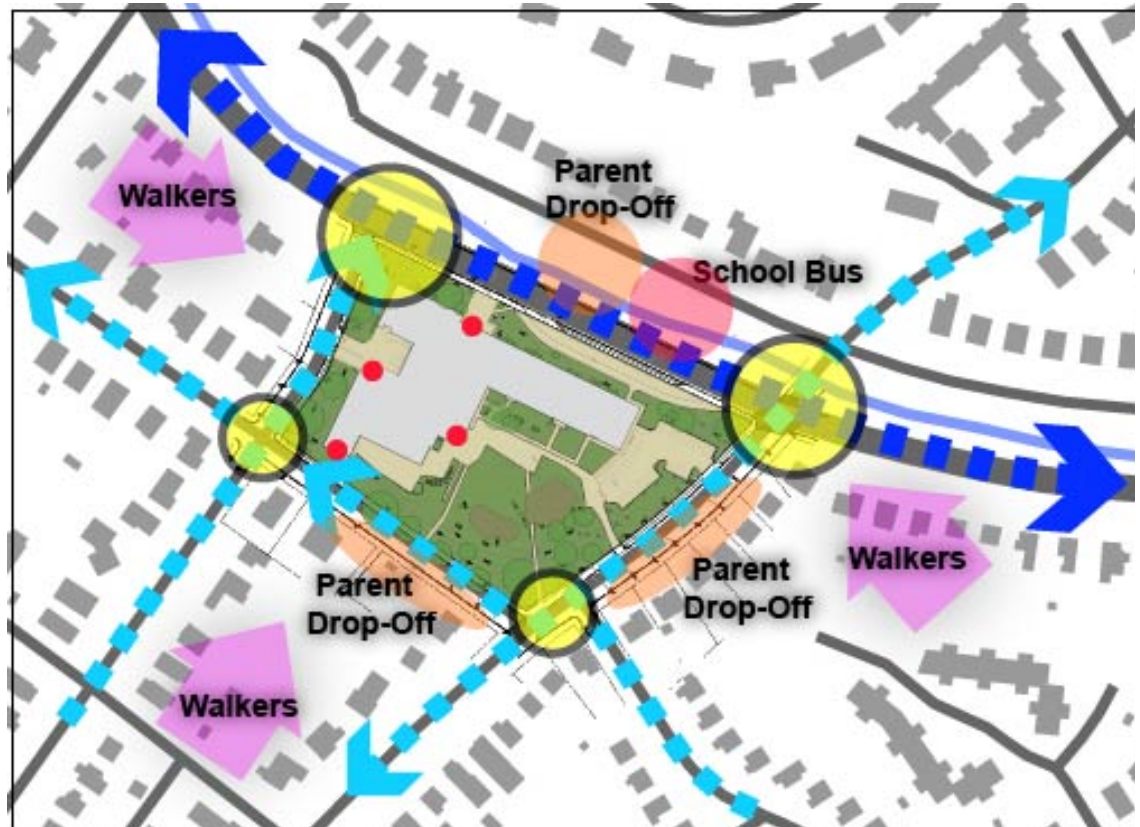 Parent
Drop-Off
Walkers
School Bus
Walkers
Parent
Drop-Off
Parent
Drop-Off
Walkers